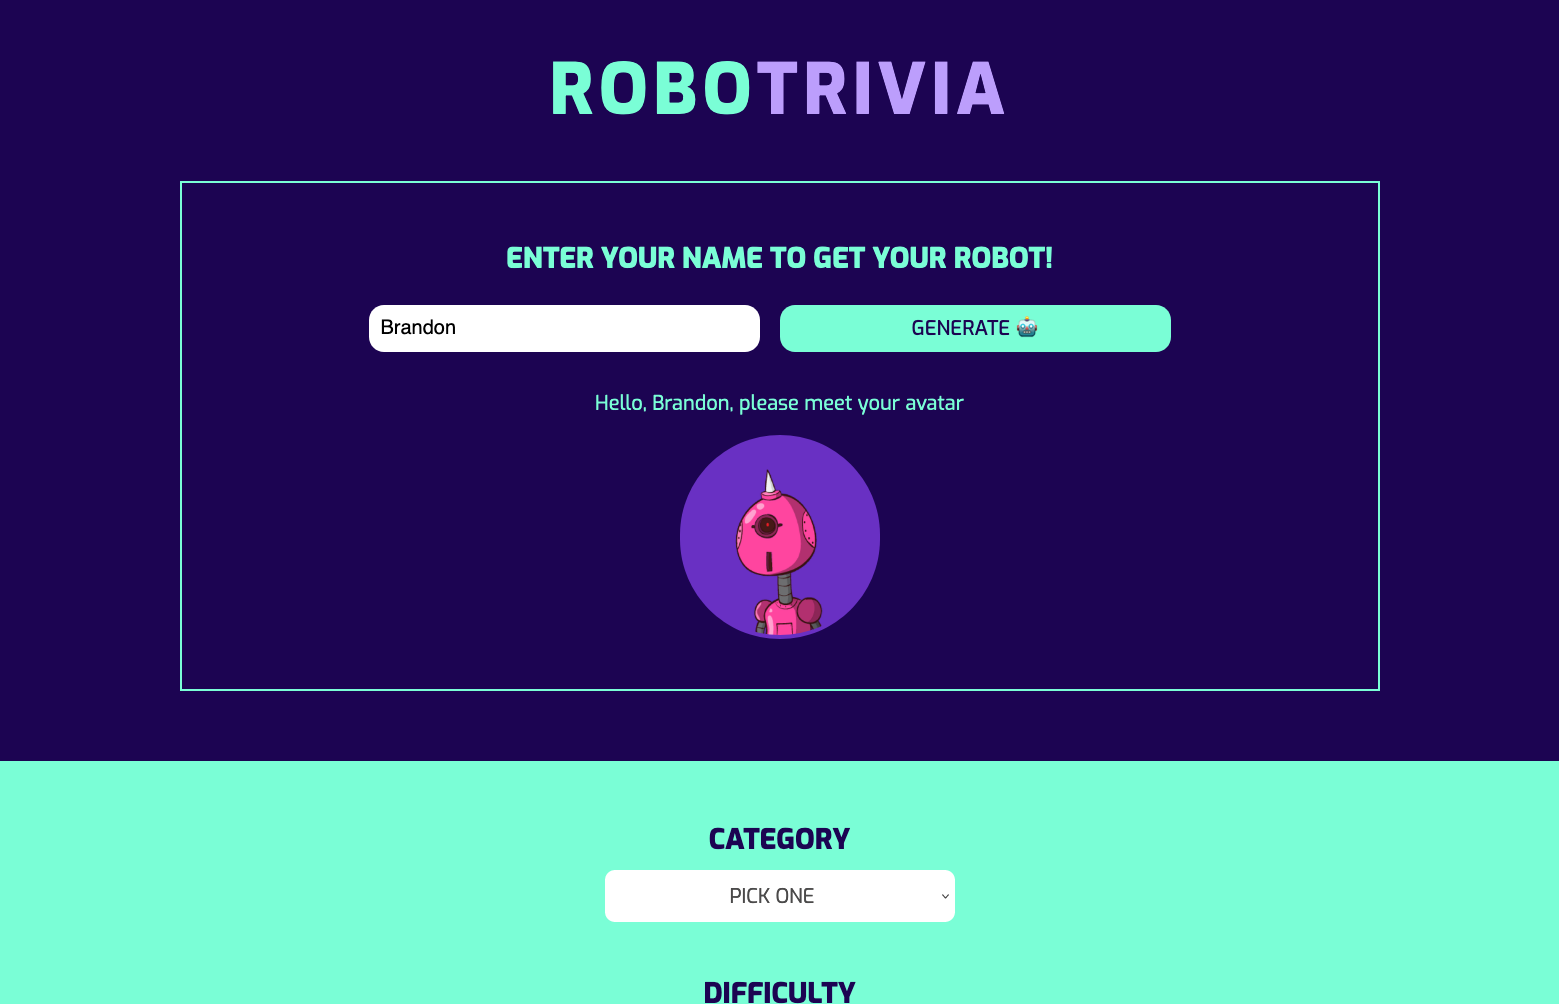 ROBOTRIVIA
ENTER YOUR NAME TO GET YOUR ROBOT!
Brandon
GENERATE 🤖
Hello, Brandon, please meet your avatar
CATEGORY
PICK ONE
DIFFICULTY